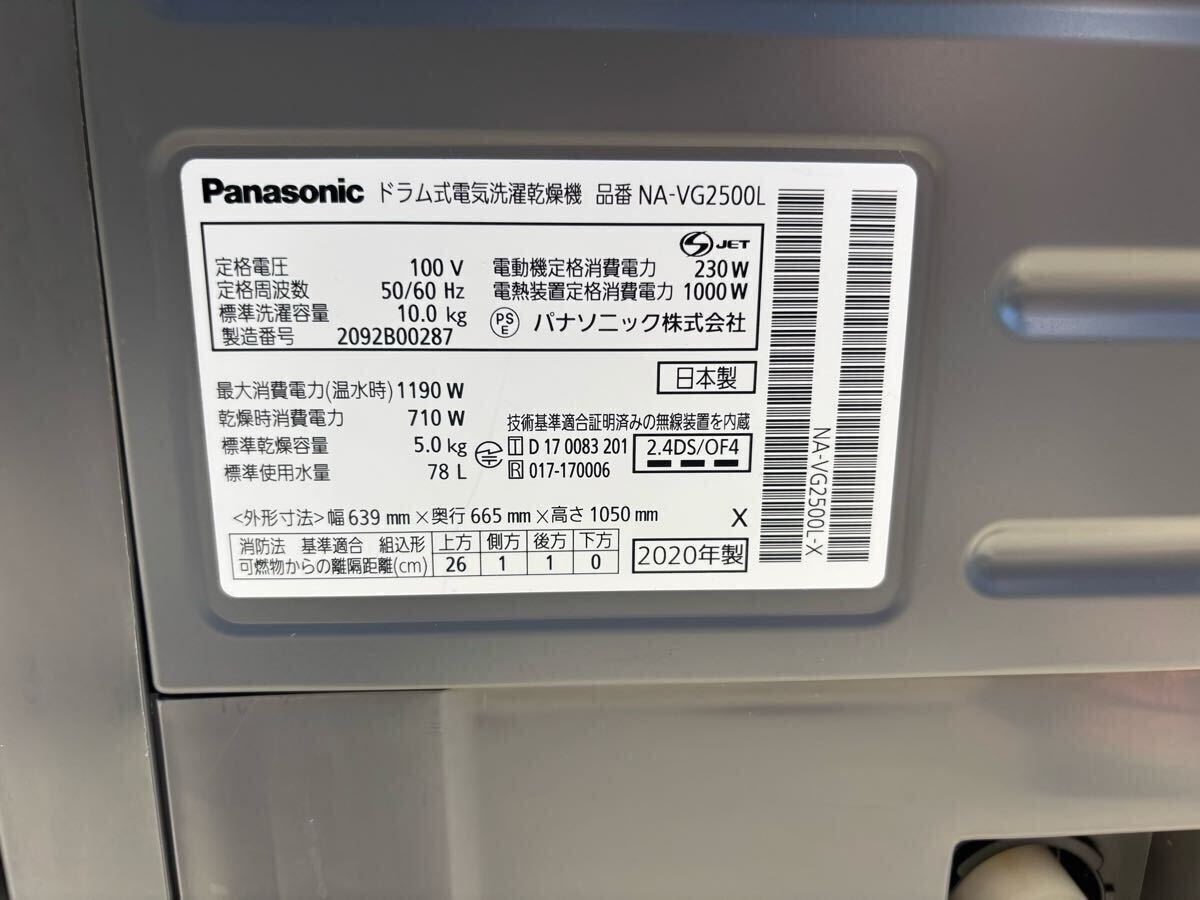 Panasonic ドラム式電気洗濯乾燥機 品番 NA-VG2500L
S JET
定格電圧 100 V 電動機定格消費電力 230 W
定格周波数 50/60 Hz 電熱装置定格消費電力 1000 W
標準洗濯容量 10.0 kg PSE パナソニック株式会社
製造番号 2092B00287
日本製
最大消費電力(温水時) 1190 W
乾燥時消費電力 710 W 技術基準適合証明済みの無線装置を内蔵
標準乾燥容量 5.0 kg T D 17 0083 201 2.4DS/OF4
標準使用水量 78 L R 017-170006
<外形寸法> 幅 639 mm × 奥行 665 mm × 高さ 1050 mm X
消防法 基準適合 組込形 上方 側方 後方 下方
可燃物からの離隔距離(cm) 26 1 1 0 2020年製
NA-VG2500L-X